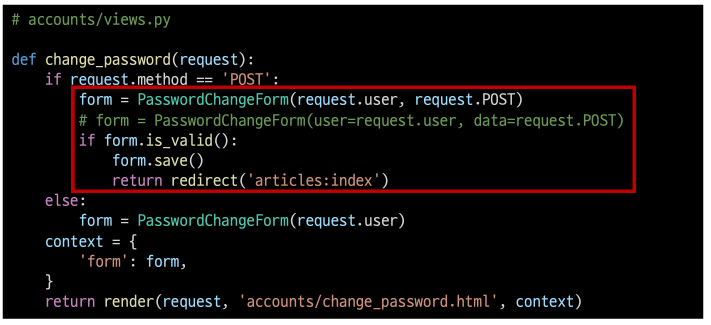 # accounts/views.py
def change_password(request):
    if request.method == 'POST':
        form = PasswordChangeForm(request.user, request.POST)
        # form = PasswordChangeForm(user=request.user, data=request.POST)
        if form.is_valid():
            form.save()
            return redirect('articles:index')
    else:
        form = PasswordChangeForm(request.user)
    context = {
        'form': form,
    }
    return render(request, 'accounts/change_password.html', context)